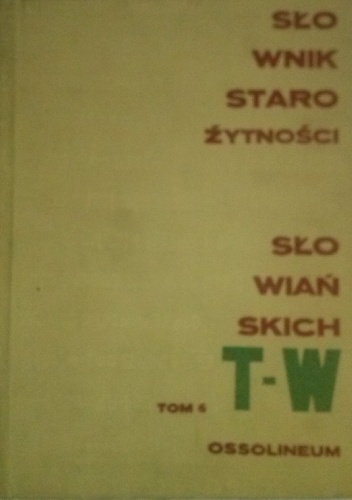 SŁO
WNIK
STARO
ŻYTNOŚCI
SŁO
WIAŃ
SKICH
T-W
TOM 6
OSSOLINEUM